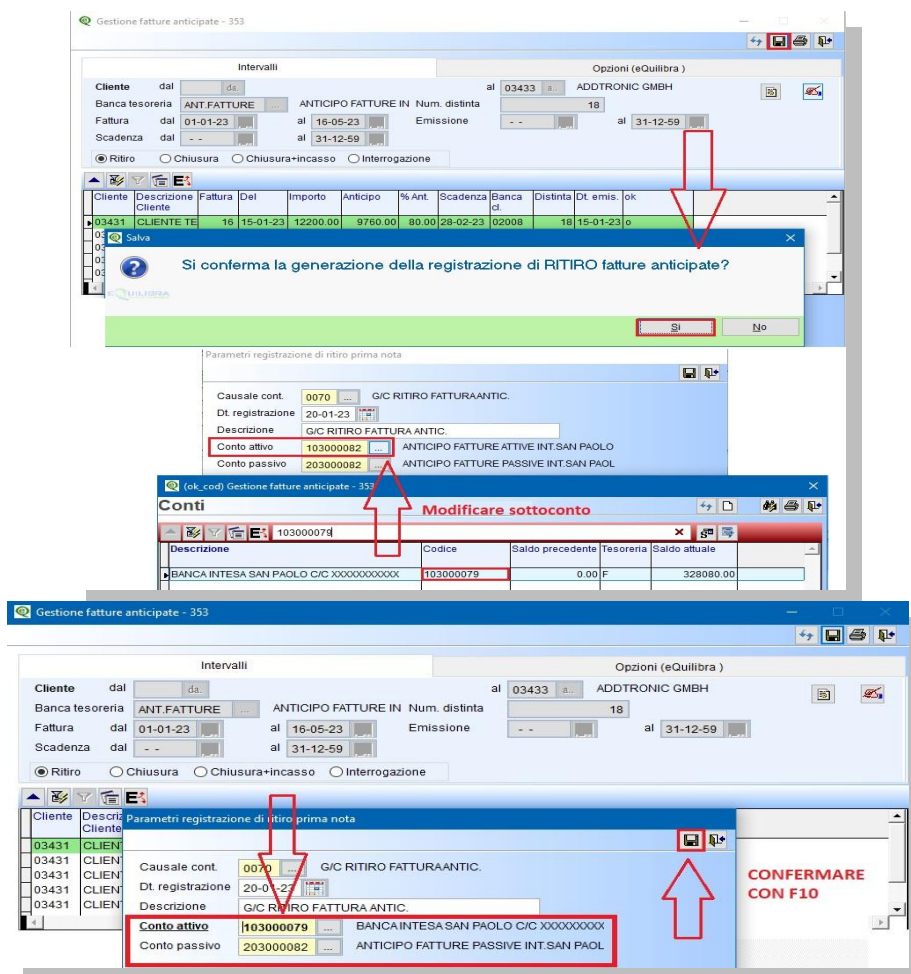 Gestione fatture anticipate - 353
Intervalli Opzioni (eQuilibra )
Cliente dal da. al 03433 a.. ADDTRONIC GMBH
Banca tesoreria ANT.FATTURE ... ANTICIPO FATTURE IN Num. distinta 18
Fattura dal 01-01-23 al 16-05-23 Emissione - - al 31-12-59
Scadenza dal - - al 31-12-59
Ritiro Chiusura Chiusura+incasso Interrogazione
Cliente Descrizione Cliente Fattura Del Importo Anticipo % Ant. Scadenza Banca cl. Distinta Dt. emis. ok
03431 CLIENTE TE 16 15-01-23 12200.00 9760.00 80.00 28-02-23 02008 18 15-01-23 o
Salva
Si conferma la generazione della registrazione di RITIRO fatture anticipate?
EQUILIBRA
Si No
Parametri registrazione di ritiro prima nota
Causale cont. 0070 ... G/C RITIRO FATTURAANTIC.
Dt. registrazione 20-01-23
Descrizione G/C RITIRO FATTURA ANTIC.
Conto attivo 103000082 ... ANTICIPO FATTURE ATTIVE INT.SAN PAOLO
Conto passivo 203000082 ... ANTICIPO FATTURE PASSIVE INT.SAN PAOL
(ok_cod) Gestione fatture anticipate - 353
Conti
Modificare sottoconto
103000079
Descrizione Codice Saldo precedente Tesoreria Saldo attuale
BANCA INTESA SAN PAOLO C/C XXXXXXXXXXX 103000079 0.00 F 328080.00
Gestione fatture anticipate - 353
Intervalli Opzioni (eQuilibra )
Cliente dal da. al 03433 a.. ADDTRONIC GMBH
Banca tesoreria ANT.FATTURE ... ANTICIPO FATTURE IN Num. distinta 18
Fattura dal 01-01-23 al 16-05-23 Emissione - - al 31-12-59
Scadenza dal - - al 31-12-59
Ritiro Chiusura Chiusura+incasso Interrogazione
Cliente Descriz Cliente
Parametri registrazione di ritiro prima nota
03431 CLIEN
03431 CLIEN
03431 CLIEN
03431 CLIEN
03431 CLIEN
Causale cont. 0070 ... G/C RITIRO FATTURAANTIC.
Dt. registrazione 20-01-23
Descrizione G/C RITIRO FATTURA ANTIC.
Conto attivo 103000079 ... BANCA INTESA SAN PAOLO C/C XXXXXXXXX
Conto passivo 203000082 ... ANTICIPO FATTURE PASSIVE INT.SAN PAOL
CONFERMARE
CON F10